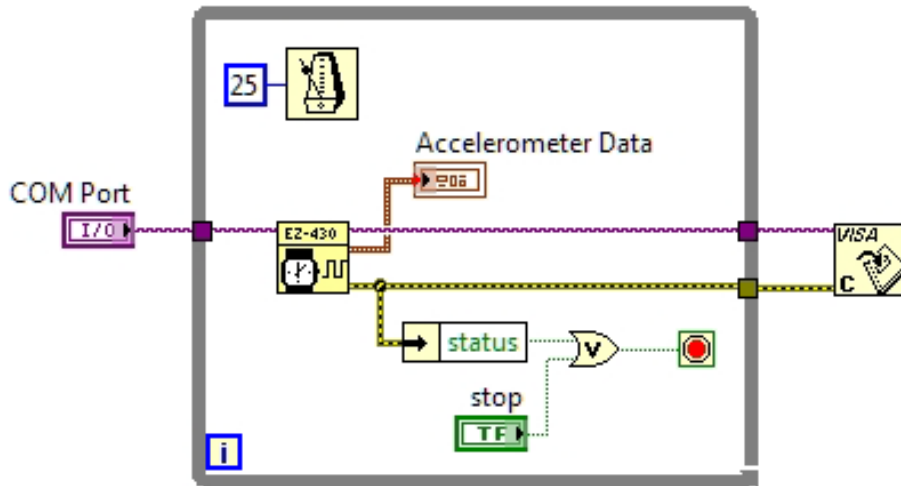 25
Accelerometer Data
COM Port
I/O
EZ-430
VISA
C
status
V
stop
TF
i